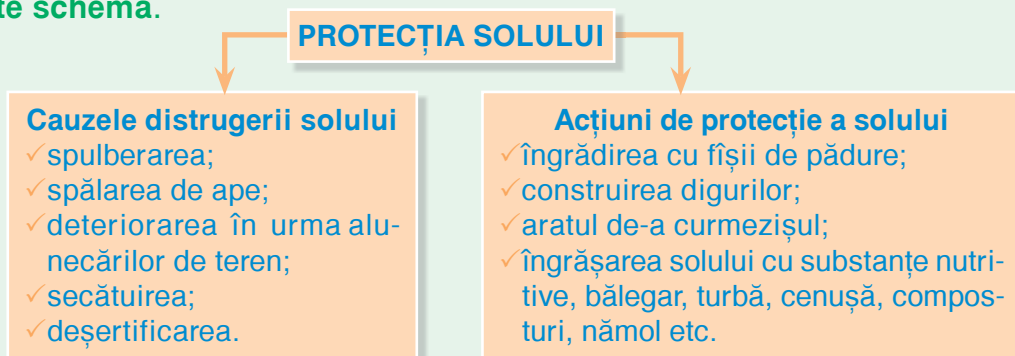 te schema.
PROTECȚIA SOLULUI
Cauzele distrugerii solului
✓spulberarea;
✓spălarea de ape;
✓deteriorarea în urma alu-
necărilor de teren;
✓secătuirea;
✓deșertificarea.
Acțiuni de protecție a solului
✓îngrădirea cu fîșii de pădure;
✓construirea digurilor;
✓aratul de-a curmezișul;
✓îngrășarea solului cu substanțe nutri-
tive, bălegar, turbă, cenușă, compos-
turi, nămol etc.